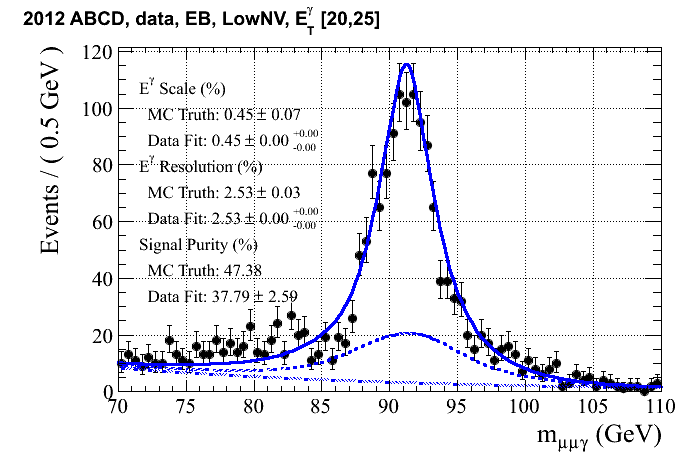 2012 ABCD, data, EB, LowNV, E_T^γ [20,25]
Events / ( 0.5 GeV )
120
100
80
60
40
20
0
E^γ Scale (%)
MC Truth: 0.45 ± 0.07
Data Fit: 0.45 ± 0.00 +0.00 -0.00
E^γ Resolution (%)
MC Truth: 2.53 ± 0.03
Data Fit: 2.53 ± 0.00 +0.00 -0.00
Signal Purity (%)
MC Truth: 47.38
Data Fit: 37.79 ± 2.59
70 75 80 85 90 95 100 105 110
m_μμγ (GeV)